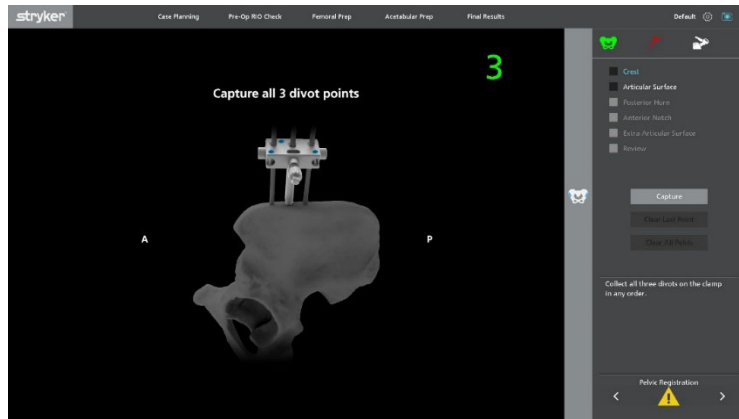 stryker
Case Planning
Pre-Op RIO Check
Femoral Prep
Acetabular Prep
Final Results
Default
3
Capture all 3 divot points
A
P
Crest
Articular Surface
Posterior Horn
Anterior Notch
Extra-Articular Surface
Review
Capture
Clear Last Point
Clear All Points
Collect all three divots on the clamp
in any order.
Pelvic Registration